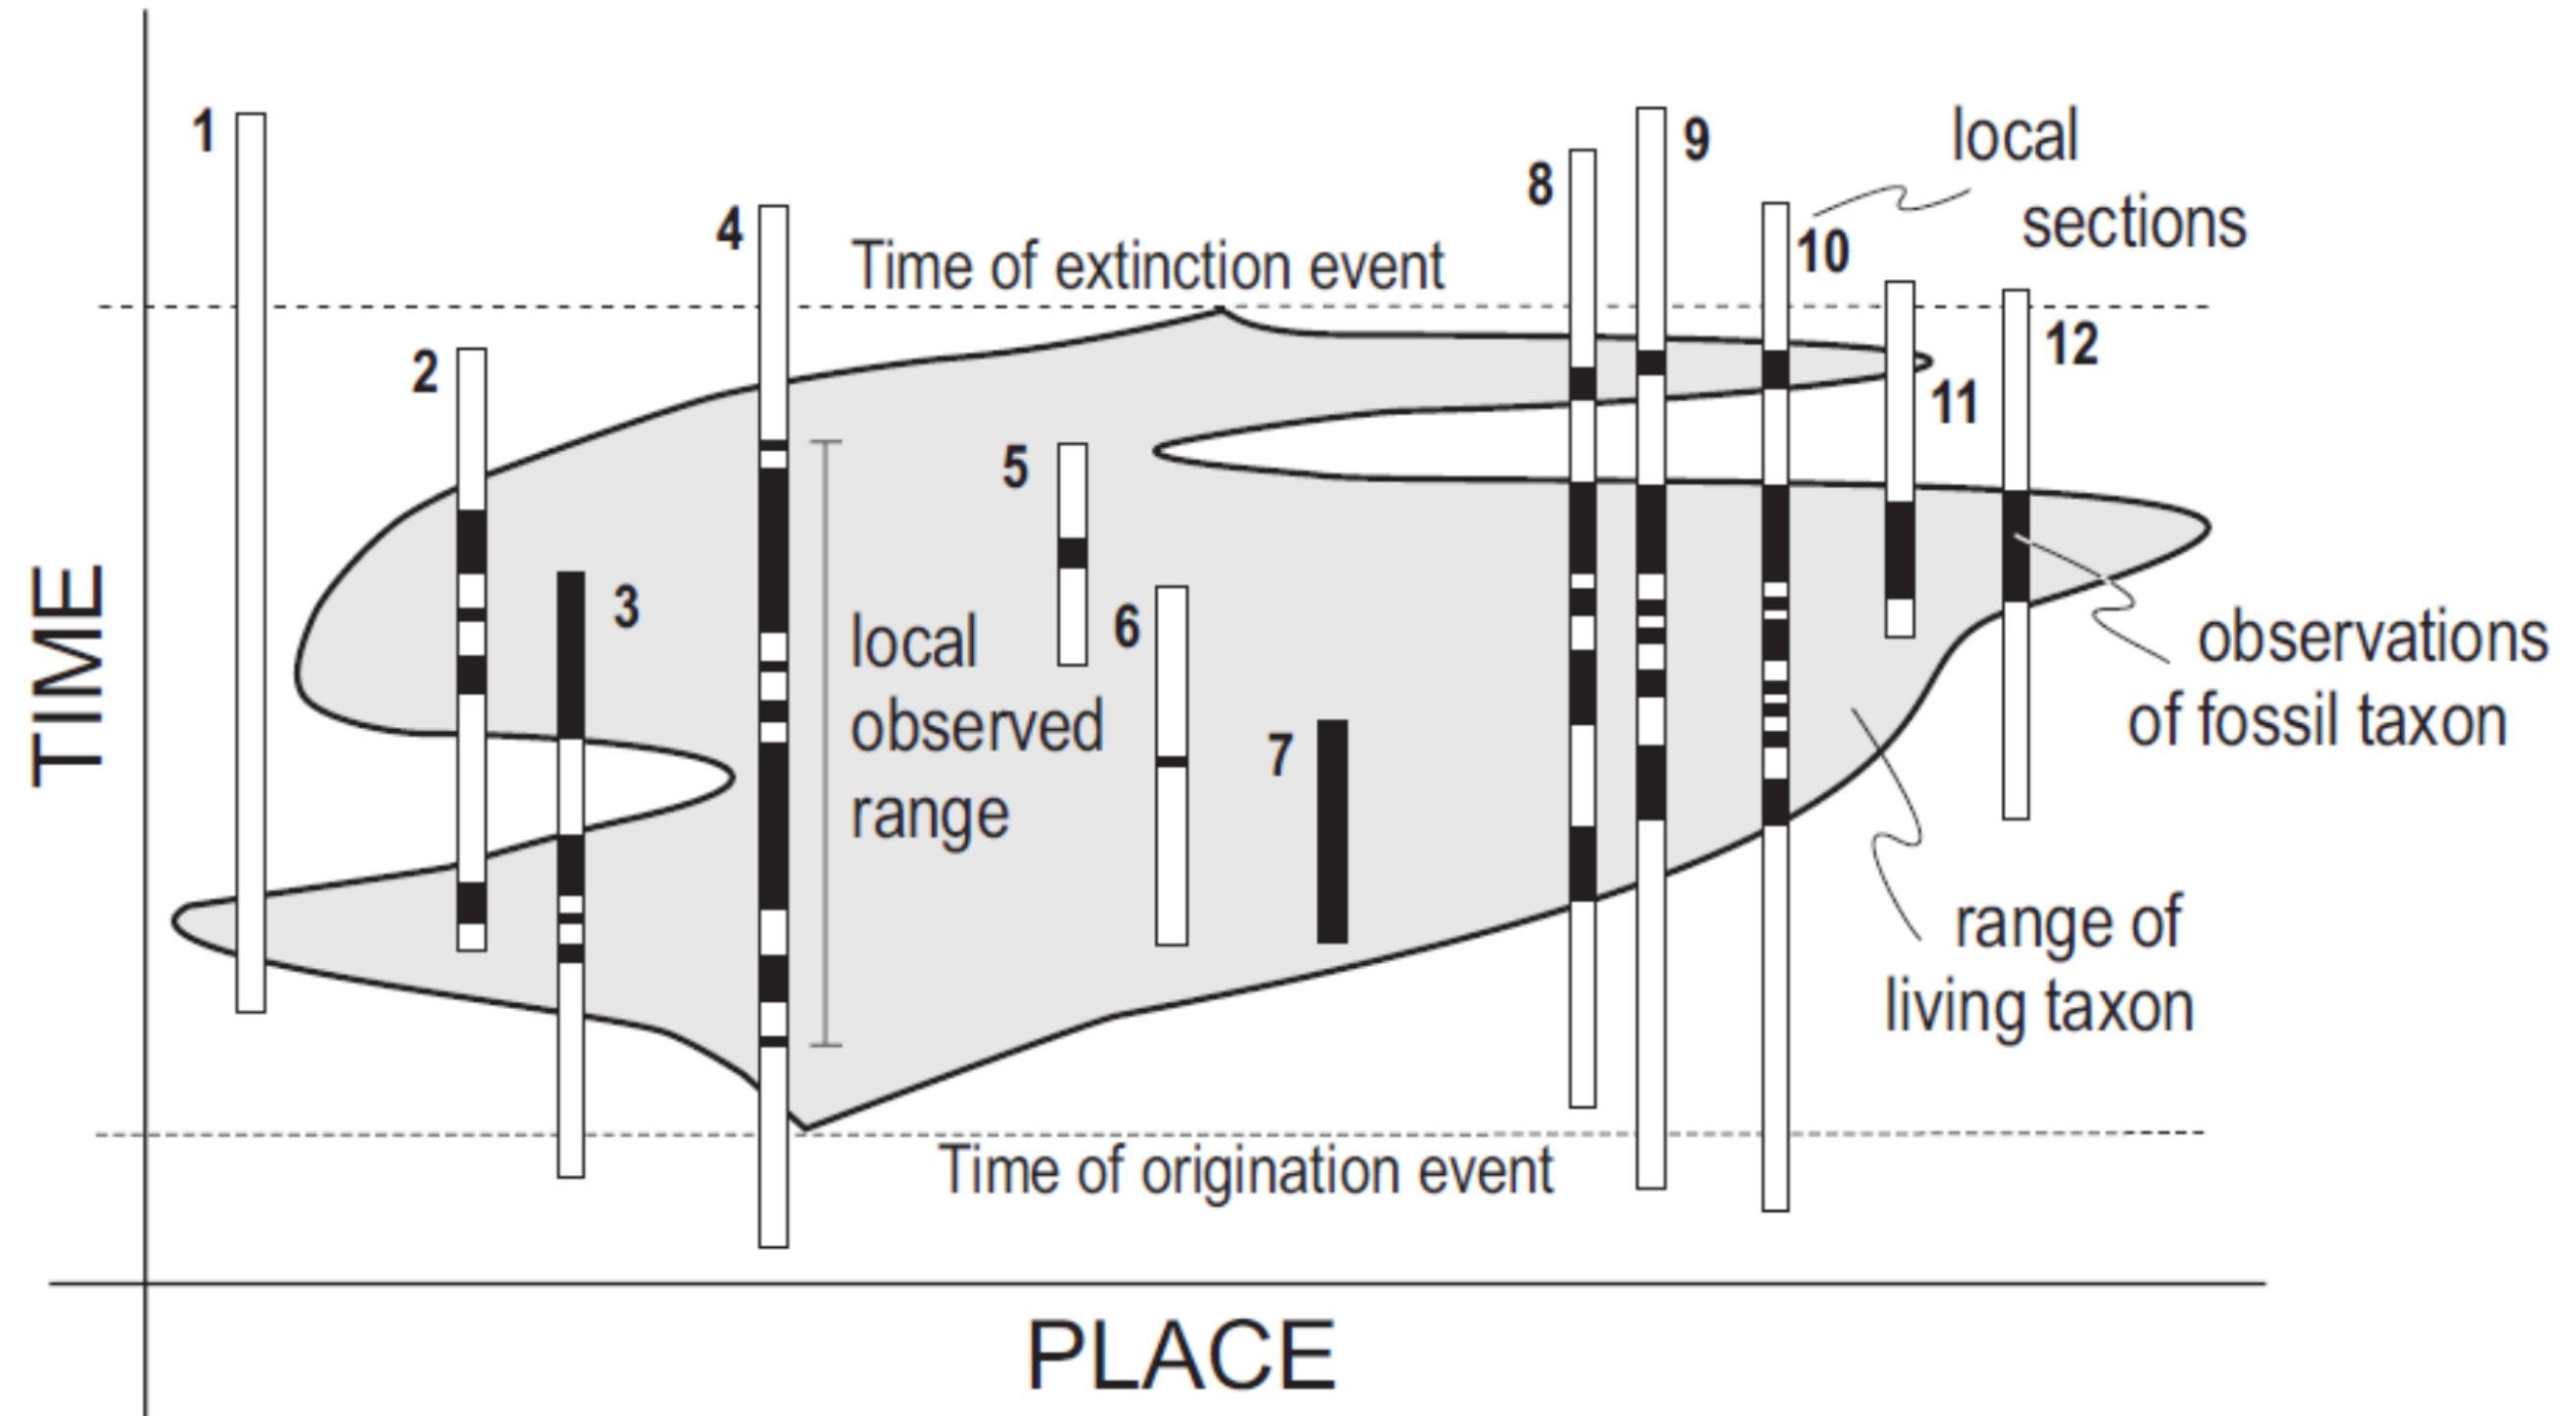 1
2
3
4
5
6
7
8
9
10
11
12
local
sections
Time of extinction event
local
observed
range
observations
of fossil taxon
range of
living taxon
Time of origination event
TIME
PLACE